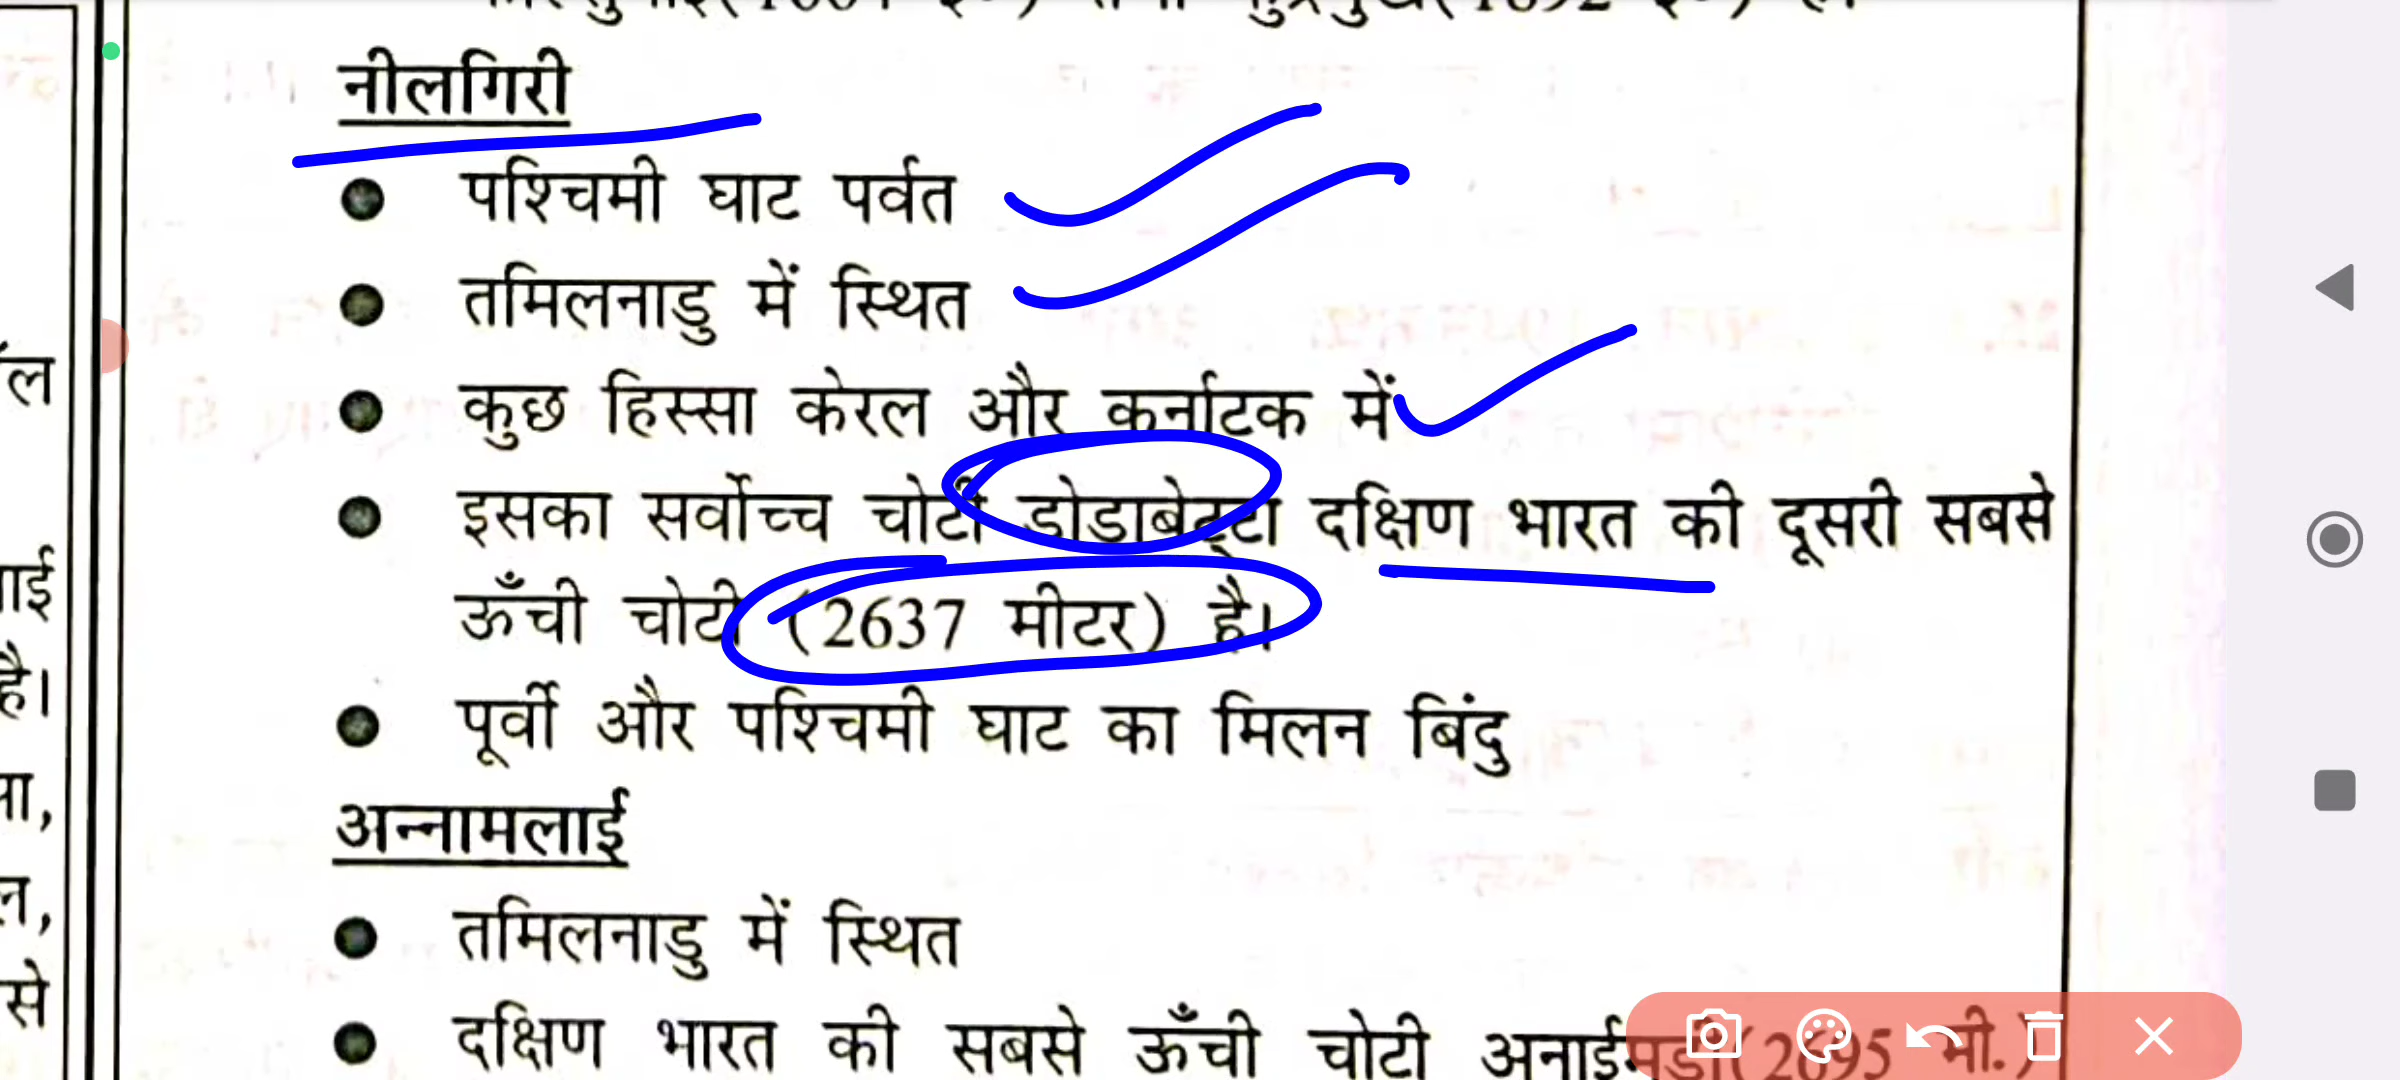 नीलगिरी
● पश्चिमी घाट पर्वत
● तमिलनाडु में स्थित
ॉल
● कुछ हिस्सा केरल और कर्नाटक में
● इसका सर्वोच्च चोटी डोडाबेट्टा दक्षिण भारत की दूसरी सबसे
ाई
ऊँची चोटी (2637 मीटर) है।
है।
● पूर्वी और पश्चिमी घाट का मिलन बिंदु
अन्नामलाई
● तमिलनाडु में स्थित
से
● दक्षिण भारत की सबसे ऊँची चोटी अनाईमुडी(2695 मी.)